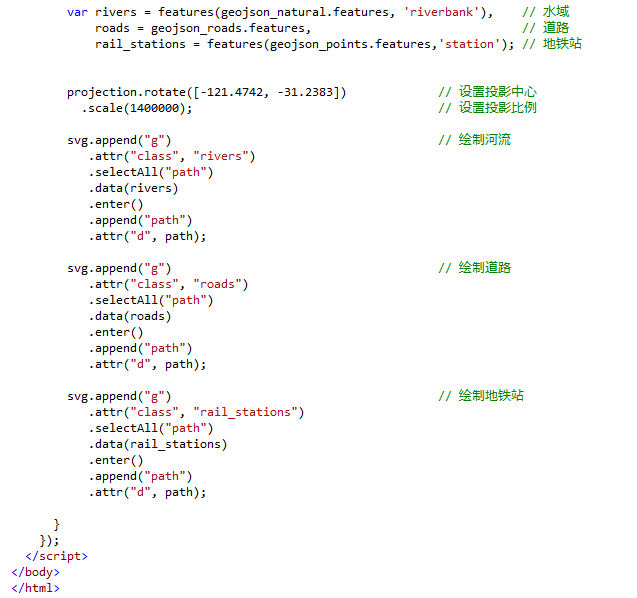 var rivers = features(geojson_natural.features, 'riverbank'),    // 水域
roads = geojson_roads.features,    // 道路
rail_stations = features(geojson_points.features,'station'); // 地铁站
projection.rotate([-121.4742, -31.2383])    // 设置投影中心
.scale(1400000);    // 设置投影比例
svg.append("g")    // 绘制河流
.attr("class", "rivers")
.selectAll("path")
.data(rivers)
.enter()
.append("path")
.attr("d", path);
svg.append("g")    // 绘制道路
.attr("class", "roads")
.selectAll("path")
.data(roads)
.enter()
.append("path")
.attr("d", path);
svg.append("g")    // 绘制地铁站
.attr("class", "rail_stations")
.selectAll("path")
.data(rail_stations)
.enter()
.append("path")
.attr("d", path);
}
});
</script>
</body>
</html>